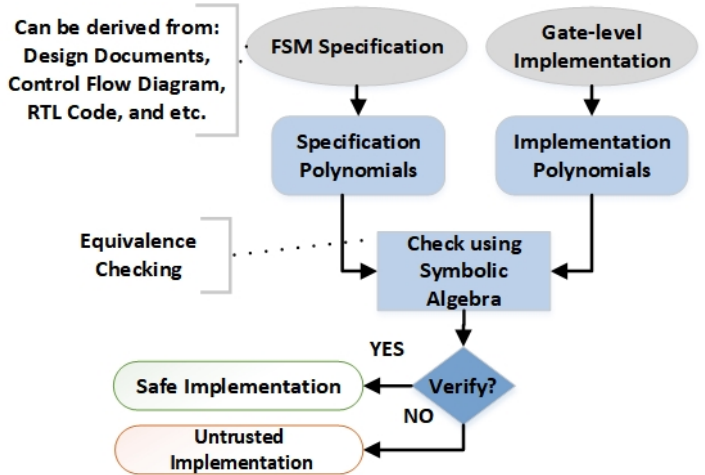 Can be derived from:
Design Documents,
Control Flow Diagram,
RTL Code, and etc.
FSM Specification
Gate-level
Implementation
Specification
Polynomials
Implementation
Polynomials
Equivalence
Checking
Check using
Symbolic
Algebra
YES
Verify?
Safe Implementation
NO
Untrusted
Implementation